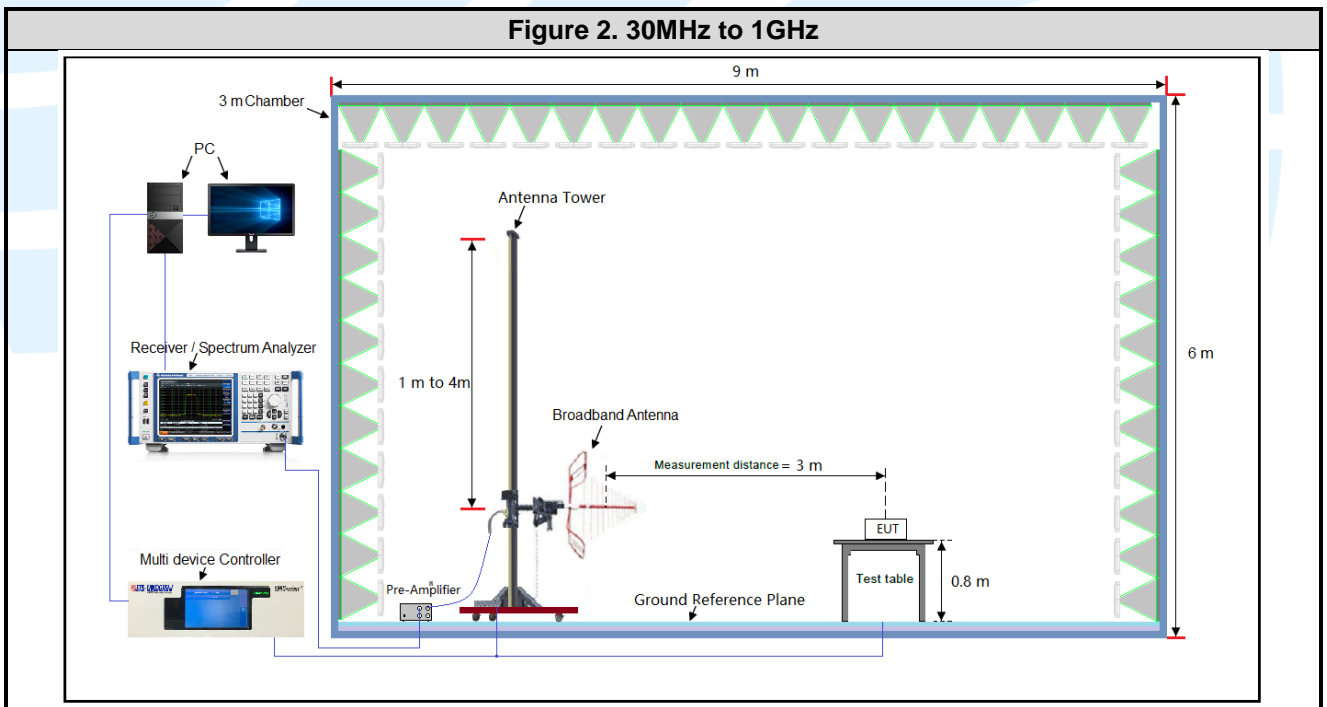 Figure 2. 30MHz to 1GHz
9 m
3 m Chamber
PC
Antenna Tower
Receiver / Spectrum Analyzer
1 m to 4m
6 m
Broadband Antenna
Measurement distance = 3 m
EUT
Multi device Controller
Test table
0.8 m
Pre-Amplifier
Ground Reference Plane